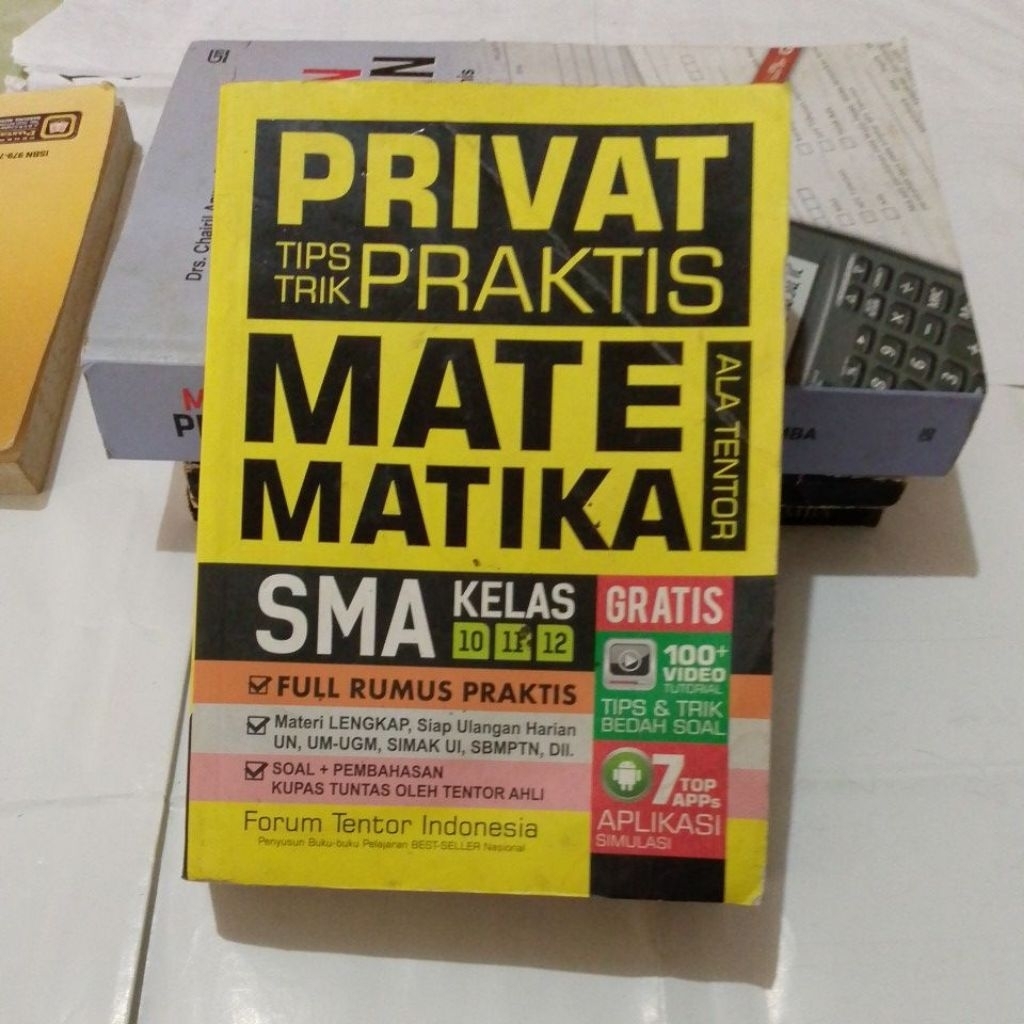 PRIVAT
TIPS
TRIK
PRAKTIS
MATE
MATIKA
ALA TENTOR
SMA
KELAS
10 11 12
FULL RUMUS PRAKTIS
Materi LENGKAP, Siap Ulangan Harian
UN, UM-UGM, SIMAK UI, SBMPTN, Dll.
SOAL + PEMBAHASAN
KUPAS TUNTAS OLEH TENTOR AHLI
Forum Tentor Indonesia
Penyusun Buku-buku Pelajaran BEST-SELLER Nasional
GRATIS
100+
VIDEO
TUTORIAL
TIPS & TRIK
BEDAH SOAL
7 TOP
APPs
APLIKASI
SIMULASI
Drs. Chairil
ISBN 979-